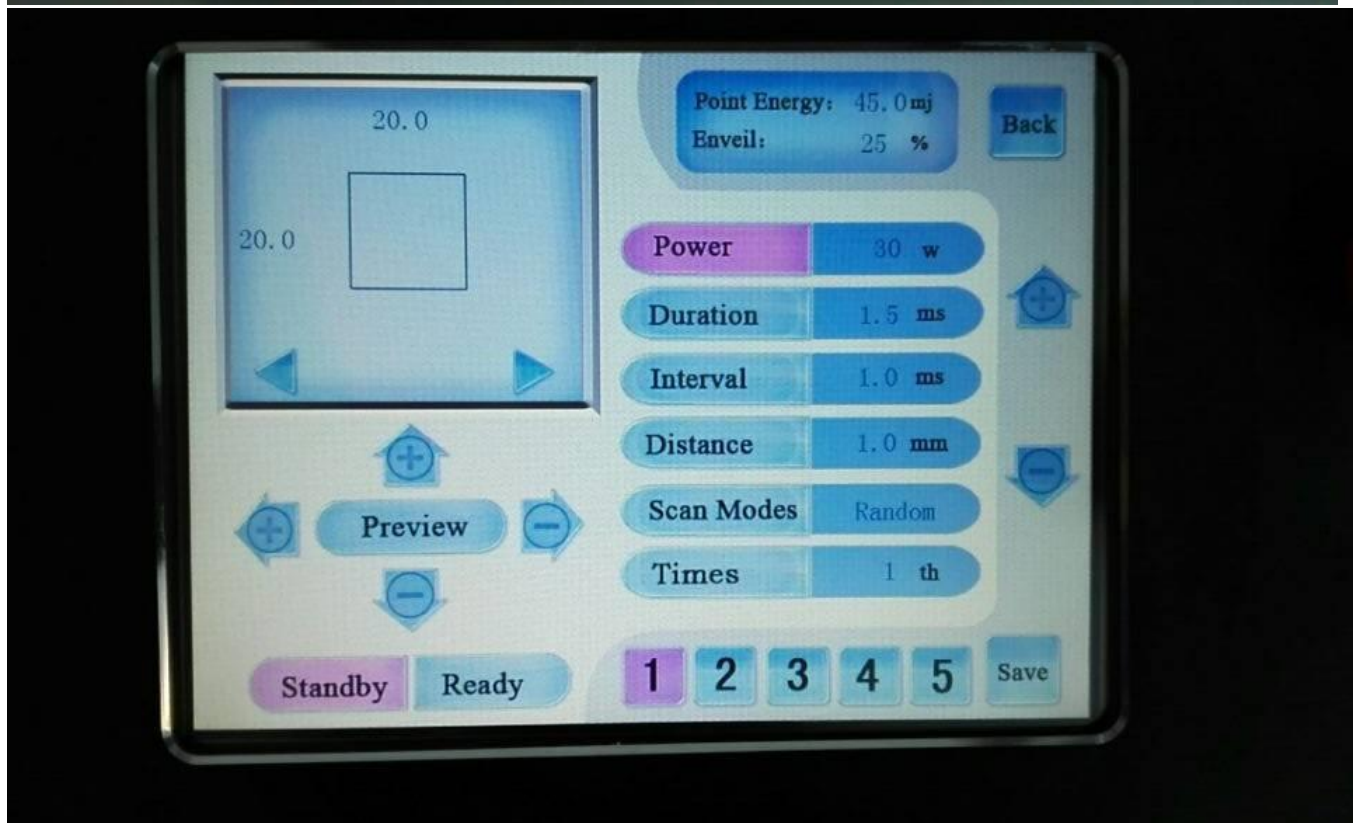 20.0
20.0
Point Energy: 45.0 mj
Enveil: 25 %
Back
Power 30 w
Duration 1.5 ms
Interval 1.0 ms
Distance 1.0 mm
Scan Modes Random
Times 1 th
Preview
Standby Ready
1 2 3 4 5 Save